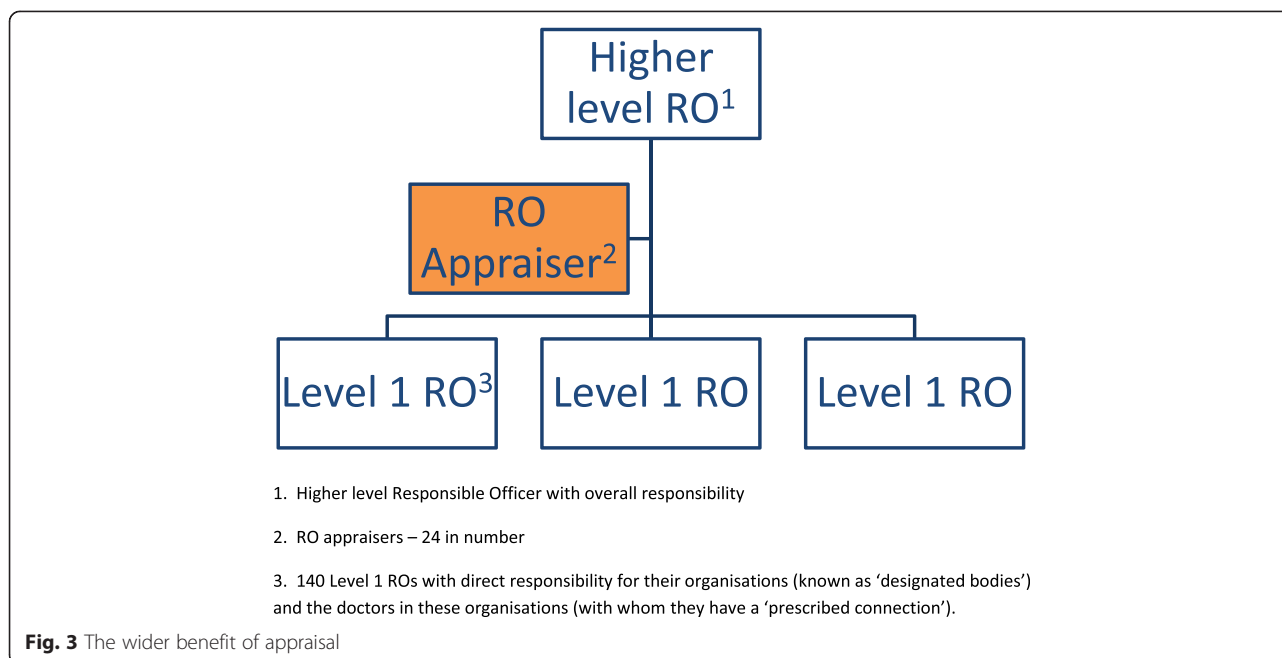 Higher
level RO¹
RO
Appraiser²
Level 1 RO³
Level 1 RO
Level 1 RO
1. Higher level Responsible Officer with overall responsibility
2. RO appraisers – 24 in number
3. 140 Level 1 ROs with direct responsibility for their organisations (known as ‘designated bodies’)
and the doctors in these organisations (with whom they have a ‘prescribed connection’).
Fig. 3 The wider benefit of appraisal